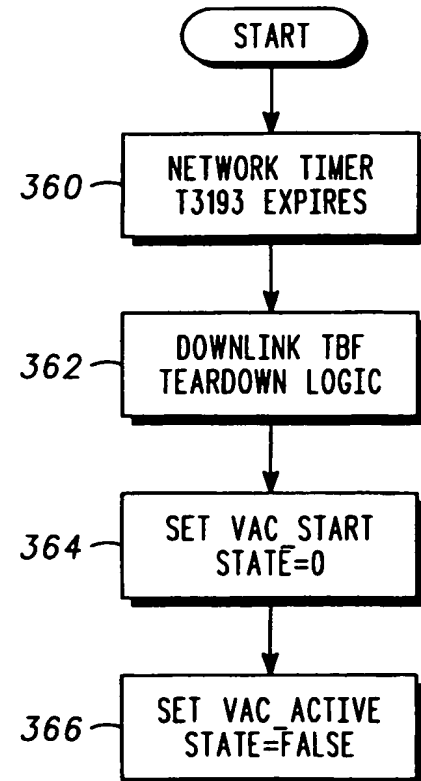 START
360
NETWORK TIMER
T3193 EXPIRES
362
DOWNLINK TBF
TEARDOWN LOGIC
364
SET VAC_START
STATE=0
366
SET VAC_ACTIVE
STATE=FALSE